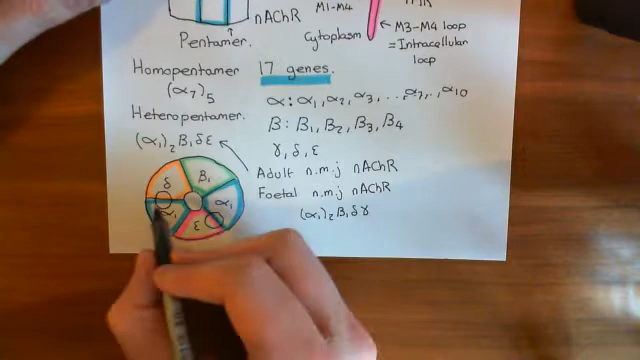 nAChR
M1-M4
Pentamer.
Cytoplasm
M3-M4 loop
= Intracellular
loop
Homopentamer
17 genes.
(α7)5
α: α1, α2, α3, ...α7, ., α10
Heteropentamer.
β: β1, β2, β3, β4
(α1)2 β1 δ ε
γ, δ, ε
β1
δ
α1
α1
ε
Adult n.m.j nAChR
Foetal n.m.j nAChR
(α1)2 β1 δ γ